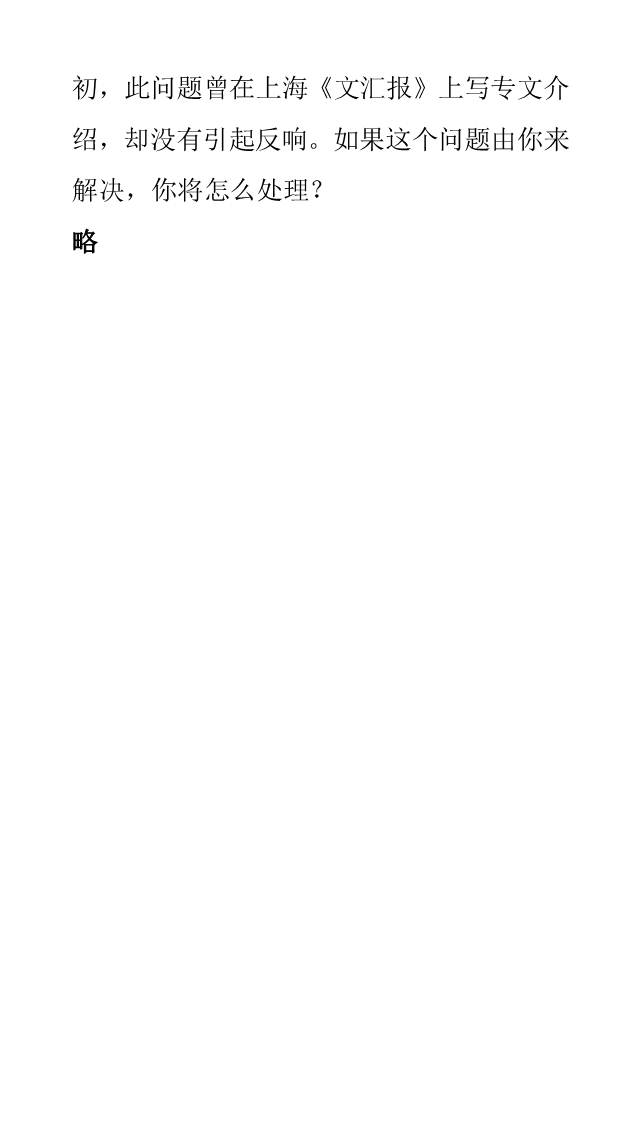 初，此问题曾在上海《文汇报》上写专文介
绍，却没有引起反响。如果这个问题由你来
解决，你将怎么处理？
略